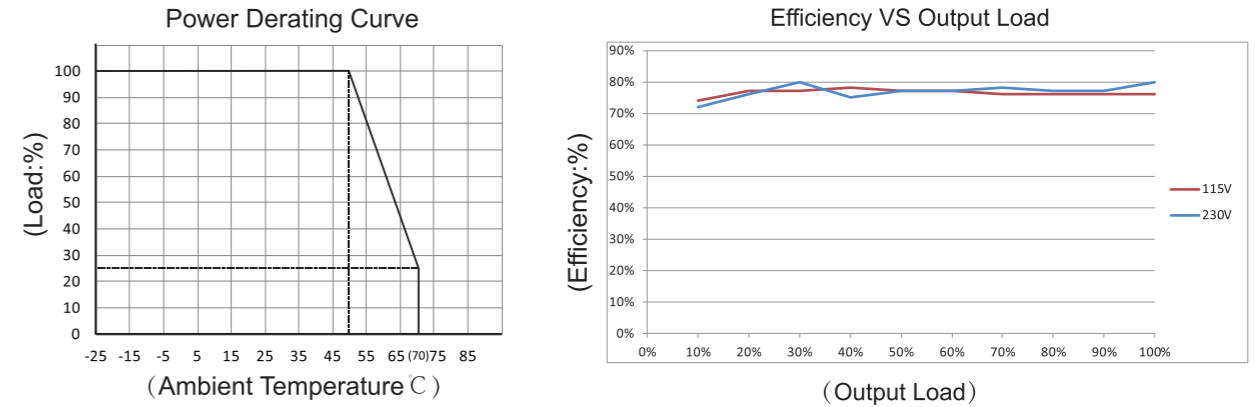 Power Derating Curve
(Load:%)
100
90
80
70
60
50
40
30
20
10
0
-25 -15 -5 5 15 25 35 45 55 65 (70) 75 85
(Ambient Temperature℃)
Efficiency VS Output Load
(Efficiency:%)
90%
80%
70%
60%
50%
40%
30%
20%
10%
0%
0% 10% 20% 30% 40% 50% 60% 70% 80% 90% 100%
115V
230V
(Output Load)